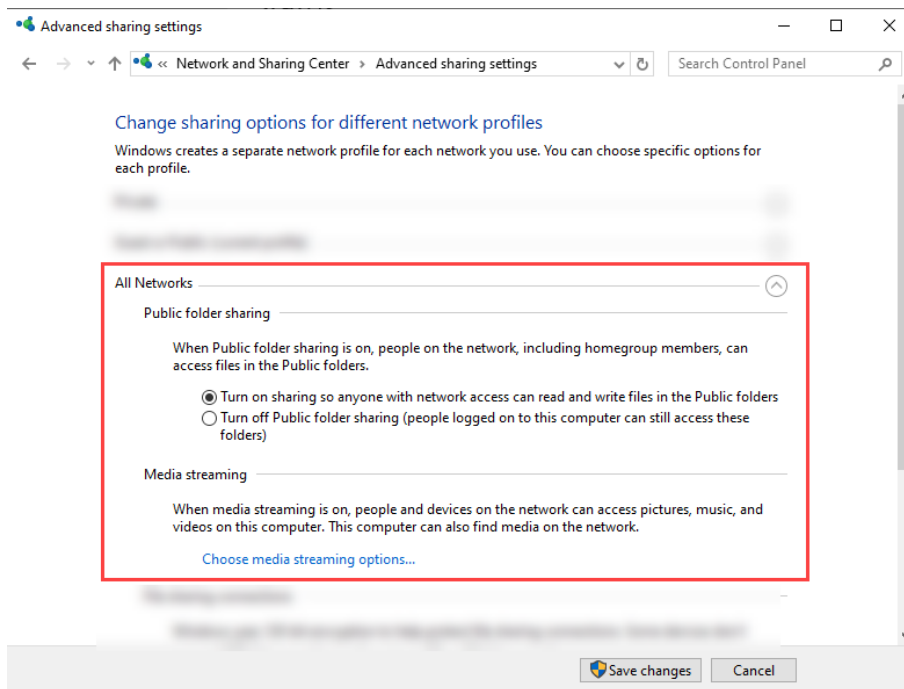 Advanced sharing settings
« Network and Sharing Center > Advanced sharing settings
Search Control Panel
Change sharing options for different network profiles
Windows creates a separate network profile for each network you use. You can choose specific options for
each profile.
All Networks
Public folder sharing
When Public folder sharing is on, people on the network, including homegroup members, can
access files in the Public folders.
Turn on sharing so anyone with network access can read and write files in the Public folders
Turn off Public folder sharing (people logged on to this computer can still access these
folders)
Media streaming
When media streaming is on, people and devices on the network can access pictures, music, and
videos on this computer. This computer can also find media on the network.
Choose media streaming options...
Save changes
Cancel